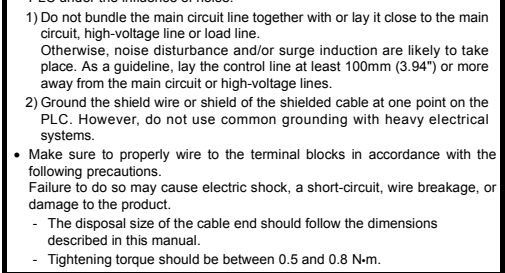 PLC under the influence of noise.
1) Do not bundle the main circuit line together with or lay it close to the main
circuit, high-voltage line or load line.
Otherwise, noise disturbance and/or surge induction are likely to take
place. As a guideline, lay the control line at least 100mm (3.94") or more
away from the main circuit or high-voltage lines.
2) Ground the shield wire or shield of the shielded cable at one point on the
PLC. However, do not use common grounding with heavy electrical
systems.
• Make sure to properly wire to the terminal blocks in accordance with the
following precautions.
Failure to do so may cause electric shock, a short-circuit, wire breakage, or
damage to the product.
- The disposal size of the cable end should follow the dimensions
described in this manual.
- Tightening torque should be between 0.5 and 0.8 N•m.